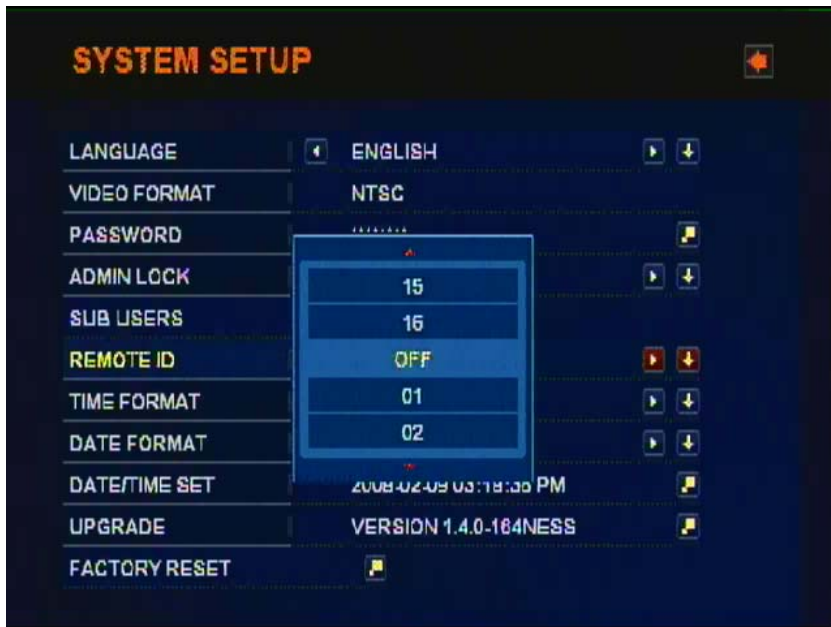 SYSTEM SETUP
LANGUAGE ENGLISH
VIDEO FORMAT NTSC
PASSWORD ********
ADMIN LOCK
15
SUB USERS
16
REMOTE ID OFF
TIME FORMAT 01
DATE FORMAT 02
DATE/TIME SET PM
UPGRADE VERSION 1.4.0-164NESS
FACTORY RESET